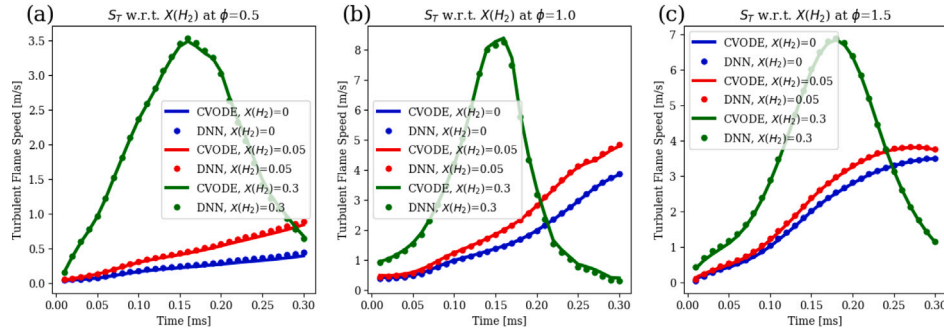 (a)
S_T w.r.t. X(H₂) at ϕ=0.5
Turbulent Flame Speed [m/s]
3.5
3.0
2.5
2.0
1.5
1.0
0.5
0.0
CVODE, X(H₂)=0
DNN, X(H₂)=0
CVODE, X(H₂)=0.05
DNN, X(H₂)=0.05
CVODE, X(H₂)=0.3
DNN, X(H₂)=0.3
0.00 0.05 0.10 0.15 0.20 0.25 0.30
Time [ms]
(b)
S_T w.r.t. X(H₂) at ϕ=1.0
Turbulent Flame Speed [m/s]
8
7
6
5
4
3
2
1
0
CVODE, X(H₂)=0
DNN, X(H₂)=0
CVODE, X(H₂)=0.05
DNN, X(H₂)=0.05
CVODE, X(H₂)=0.3
DNN, X(H₂)=0.3
0.00 0.05 0.10 0.15 0.20 0.25 0.30
Time [ms]
(c)
S_T w.r.t. X(H₂) at ϕ=1.5
Turbulent Flame Speed [m/s]
7
6
5
4
3
2
1
0
CVODE, X(H₂)=0
DNN, X(H₂)=0
CVODE, X(H₂)=0.05
DNN, X(H₂)=0.05
CVODE, X(H₂)=0.3
DNN, X(H₂)=0.3
0.00 0.05 0.10 0.15 0.20 0.25 0.30
Time [ms]